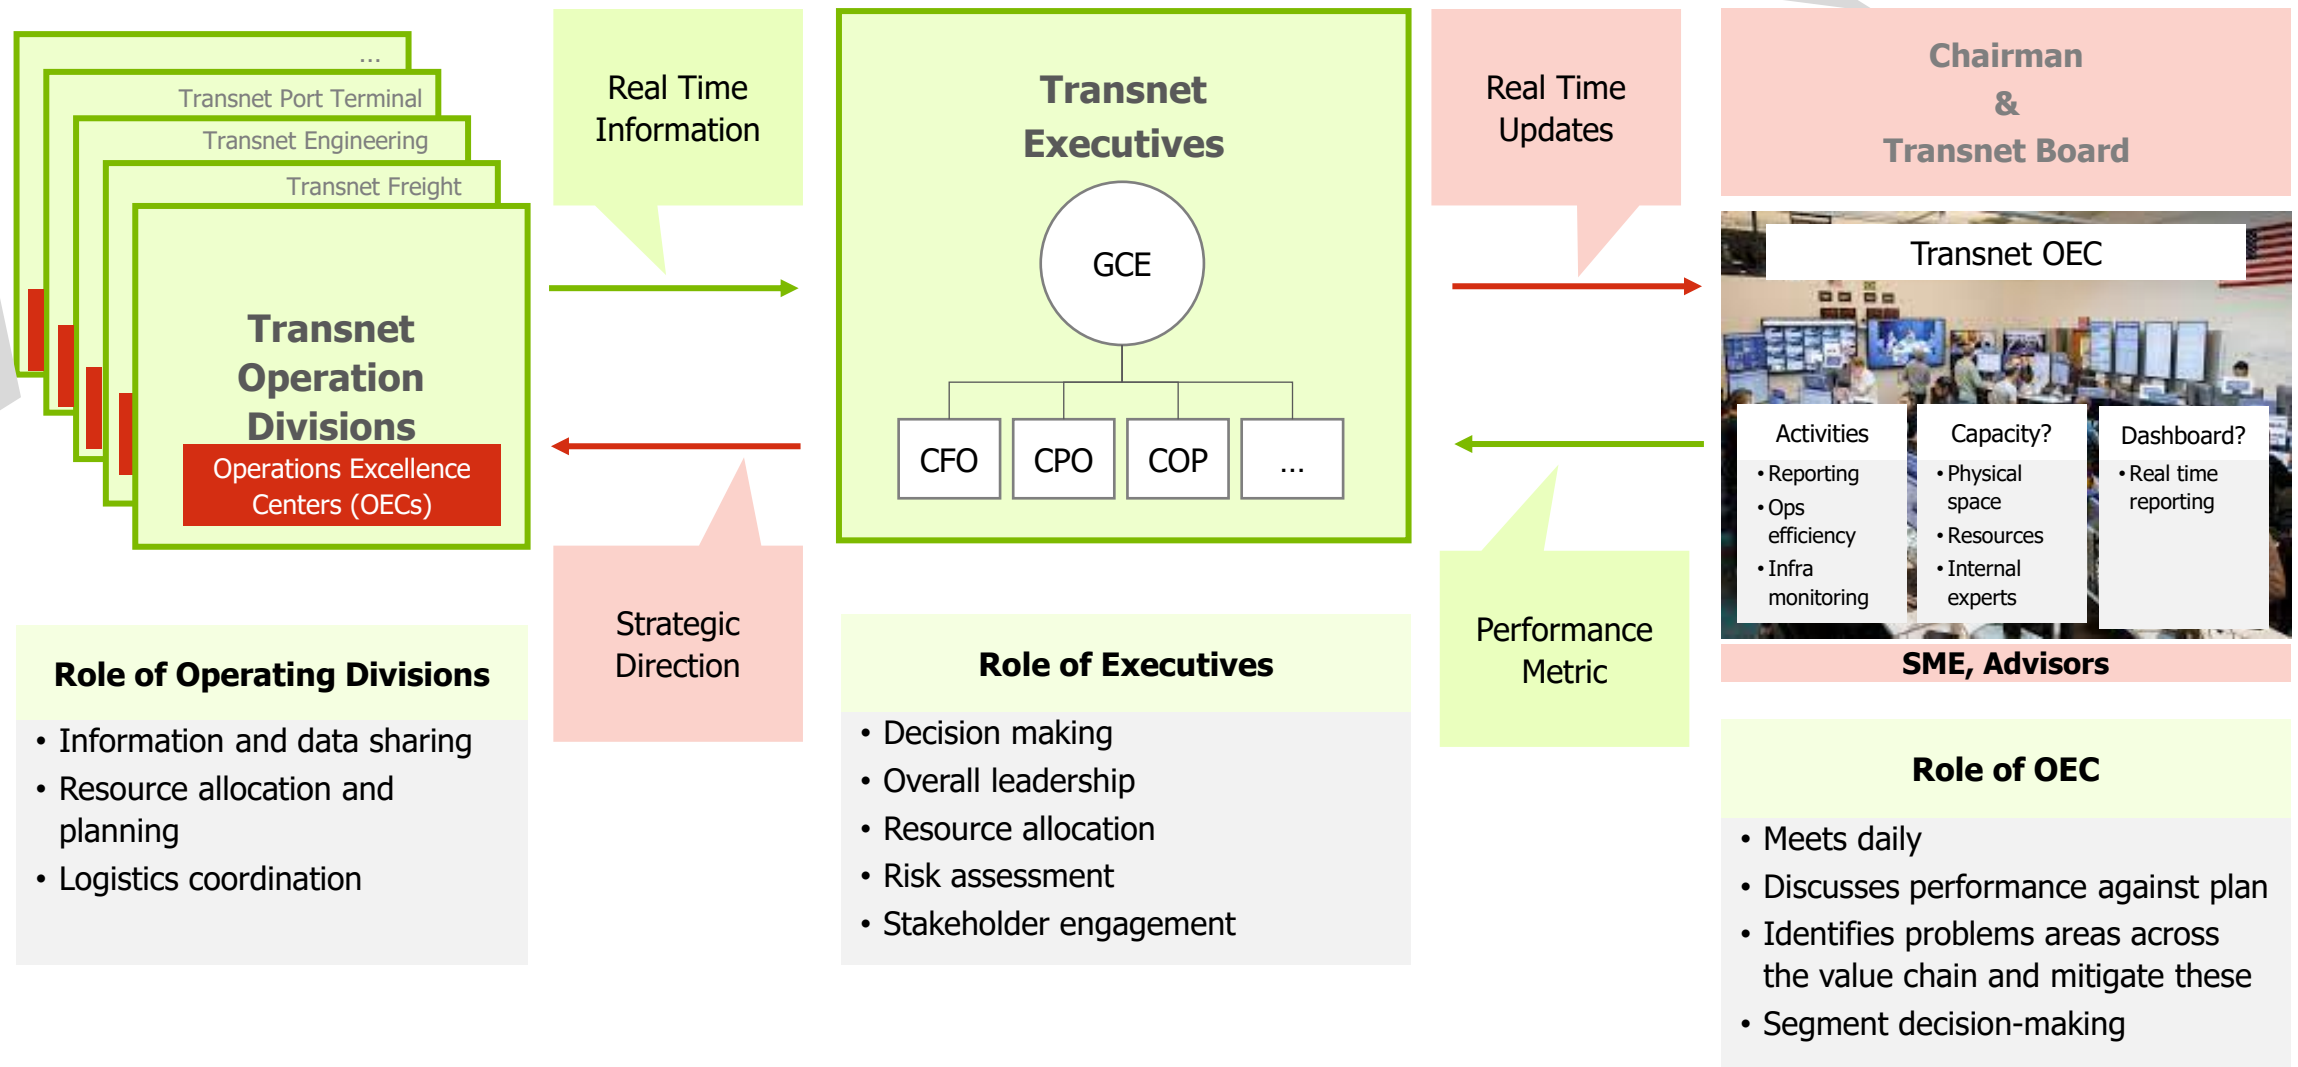 ...
Transnet Port Terminal
Transnet Engineering
Transnet Freight
Transnet
Operation
Divisions
Operations Excellence
Centers (OECs)
Real Time
Information
Strategic
Direction
Transnet
Executives
GCE
CFO
CPO
COP
...
Real Time
Updates
Performance
Metric
Chairman
&
Transnet Board
Transnet OEC
Activities
• Reporting
• Ops
efficiency
• Infra
monitoring
Capacity?
• Physical
space
• Resources
• Internal
experts
Dashboard?
• Real time
reporting
SME, Advisors
Role of Operating Divisions
• Information and data sharing
• Resource allocation and
planning
• Logistics coordination
Role of Executives
• Decision making
• Overall leadership
• Resource allocation
• Risk assessment
• Stakeholder engagement
Role of OEC
• Meets daily
• Discusses performance against plan
• Identifies problems areas across
the value chain and mitigate these
• Segment decision-making